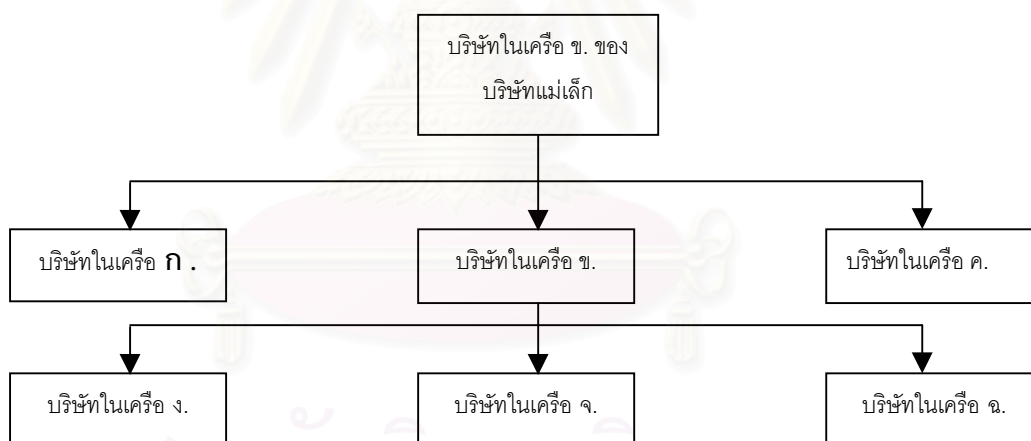 บริษัทในเครือ ข. ของ
บริษัทแม่เล็ก
บริษัทในเครือ ก .
บริษัทในเครือ ข.
บริษัทในเครือ ค.
บริษัทในเครือ ง.
บริษัทในเครือ จ.
บริษัทในเครือ ฉ.